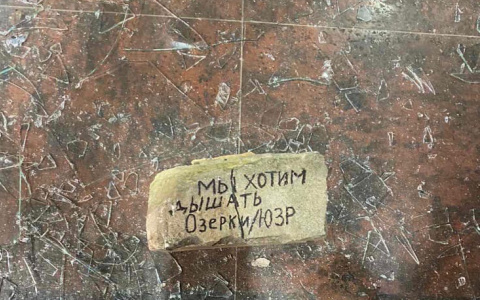 Мы хотим
дышать
Озерки/ЮЗР